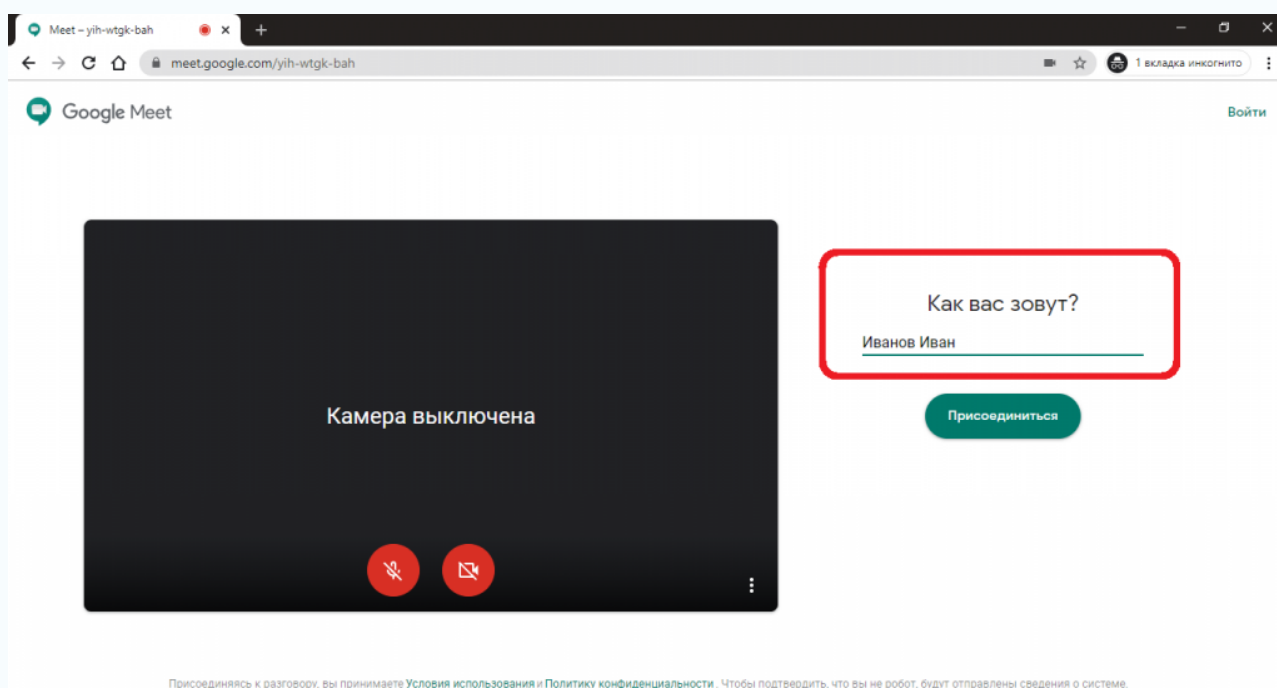 Meet – yih-wtgk-bah
meet.google.com/yih-wtgk-bah
1 вкладка инкогнито
Google Meet
Войти
Как вас зовут?
Иванов Иван
Камера выключена
Присоединиться
Присоединяясь к разговору, вы принимаете Условия использования и Политику конфиденциальности . Чтобы подтвердить, что вы не робот, будут отправлены сведения о системе.